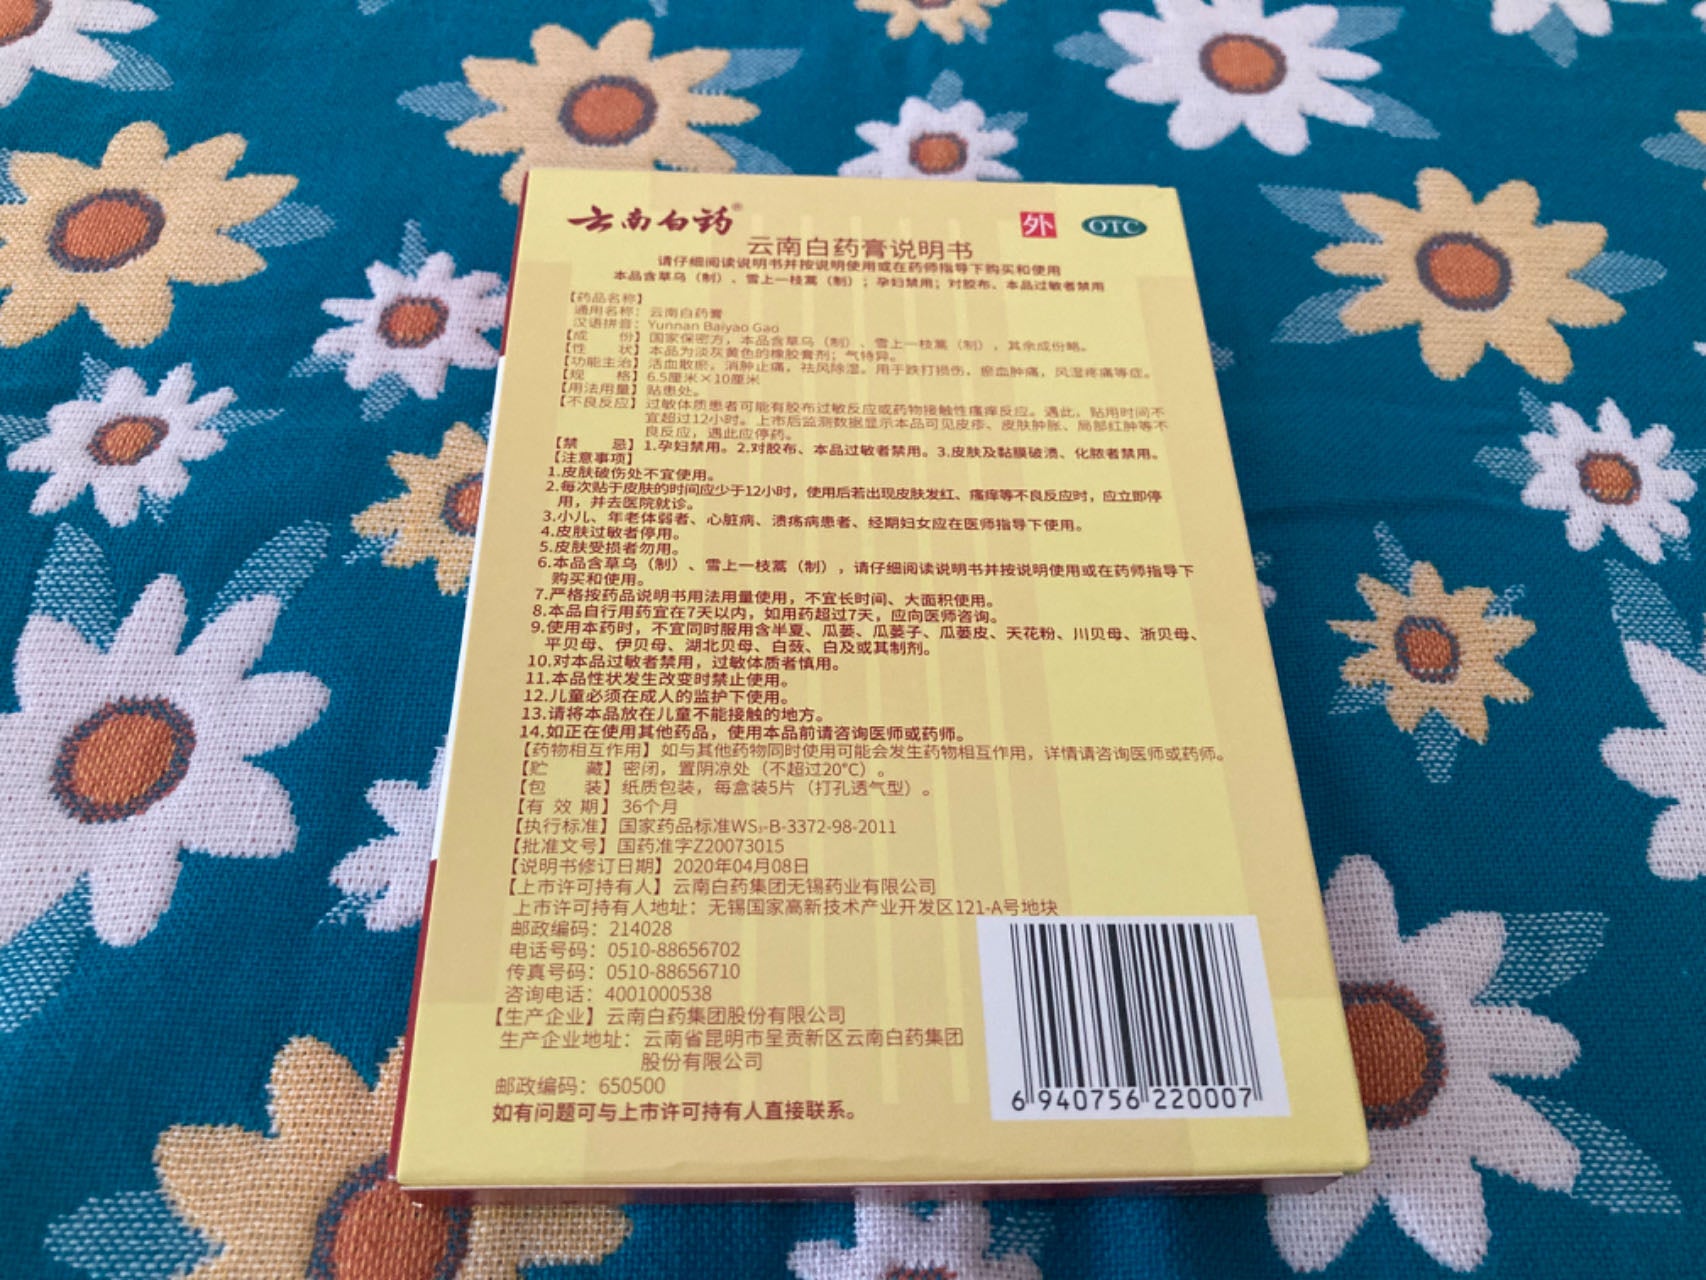 云南白药®
外
OTC
云南白药膏说明书
请仔细阅读说明书并按说明使用或在药师指导下购买和使用
本品含草乌（制）、雪上一枝蒿（制）；孕妇禁用；对胶布、本品过敏者禁用
【药品名称】
通用名称：云南白药膏
汉语拼音：Yunnan Baiyao Gao
【成 份】国家保密方，本品含草乌（制）、雪上一枝蒿（制），其余成份略。
【性 状】本品为淡灰黄色的橡胶膏剂；气特异。
【功能主治】活血散瘀，消肿止痛，祛风除湿。用于跌打损伤，瘀血肿痛，风湿疼痛等症。
【规 格】6.5厘米×10厘米
【用法用量】贴患处。
【不良反应】过敏体质患者可能有胶布过敏反应或药物接触性瘙痒反应。遇此，贴用时间不
宜超过12小时。上市后监测数据显示本品可见皮疹、皮肤肿胀、局部红肿等不
良反应，遇此应停药。
【禁 忌】1.孕妇禁用。2.对胶布、本品过敏者禁用。3.皮肤及黏膜破溃、化脓者禁用。
【注意事项】
1.皮肤破伤处不宜使用。
2.每次贴于皮肤的时间应少于12小时，使用后若出现皮肤发红、瘙痒等不良反应时，应立即停
用，并去医院就诊。
3.小儿、年老体弱者、心脏病、溃疡病患者、经期妇女应在医师指导下使用。
4.皮肤过敏者停用。
5.皮肤受损者勿用。
6.本品含草乌（制）、雪上一枝蒿（制），请仔细阅读说明书并按说明使用或在药师指导下
购买和使用。
7.严格按药品说明书用法用量使用，不宜长时间、大面积使用。
8.本品自行用药宜在7天以内，如用药超过7天，应向医师咨询。
9.使用本药时，不宜同时服用含半夏、瓜蒌、瓜蒌子、瓜蒌皮、天花粉、川贝母、浙贝母、
平贝母、伊贝母、湖北贝母、白蔹、白及或其制剂。
10.对本品过敏者禁用，过敏体质者慎用。
11.本品性状发生改变时禁止使用。
12.儿童必须在成人的监护下使用。
13.请将本品放在儿童不能接触的地方。
14.如正在使用其他药品，使用本品前请咨询医师或药师。
【药物相互作用】如与其他药物同时使用可能会发生药物相互作用，详情请咨询医师或药师。
【贮 藏】密闭，置阴凉处（不超过20℃）。
【包 装】纸质包装，每盒装5片（打孔透气型）。
【有 效 期】36个月
【执行标准】国家药品标准WS₃-B-3372-98-2011
【批准文号】国药准字Z20073015
【说明书修订日期】2020年04月08日
【上市许可持有人】云南白药集团无锡药业有限公司
上市许可持有人地址：无锡国家高新技术产业开发区121-A号地块
邮政编码：214028
电话号码：0510-88656702
传真号码：0510-88656710
咨询电话：4001000538
【生产企业】云南白药集团股份有限公司
生产企业地址：云南省昆明市呈贡新区云南白药集团
股份有限公司
邮政编码：650500
如有问题可与上市许可持有人直接联系。
6 940756 220007